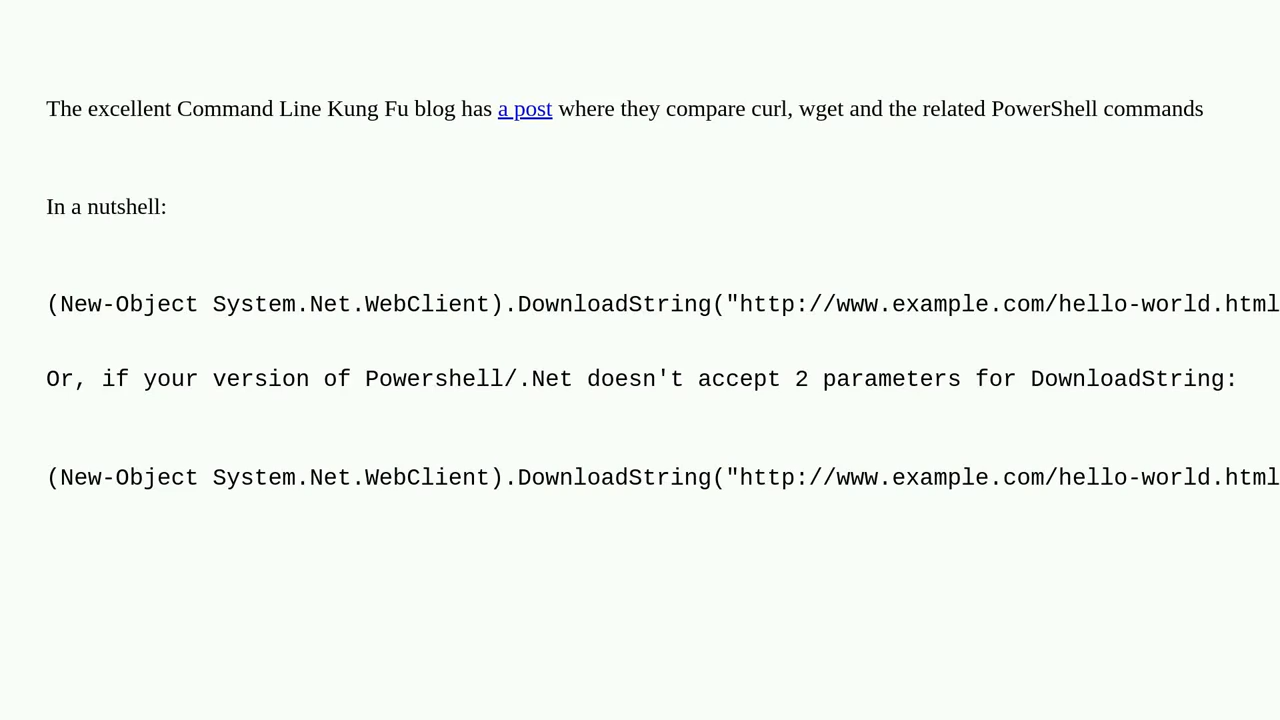 The excellent Command Line Kung Fu blog has a post where they compare curl, wget and the related PowerShell commands
In a nutshell:
(New-Object System.Net.WebClient).DownloadString("http://www.example.com/hello-world.html
Or, if your version of Powershell/.Net doesn't accept 2 parameters for DownloadString:
(New-Object System.Net.WebClient).DownloadString("http://www.example.com/hello-world.html